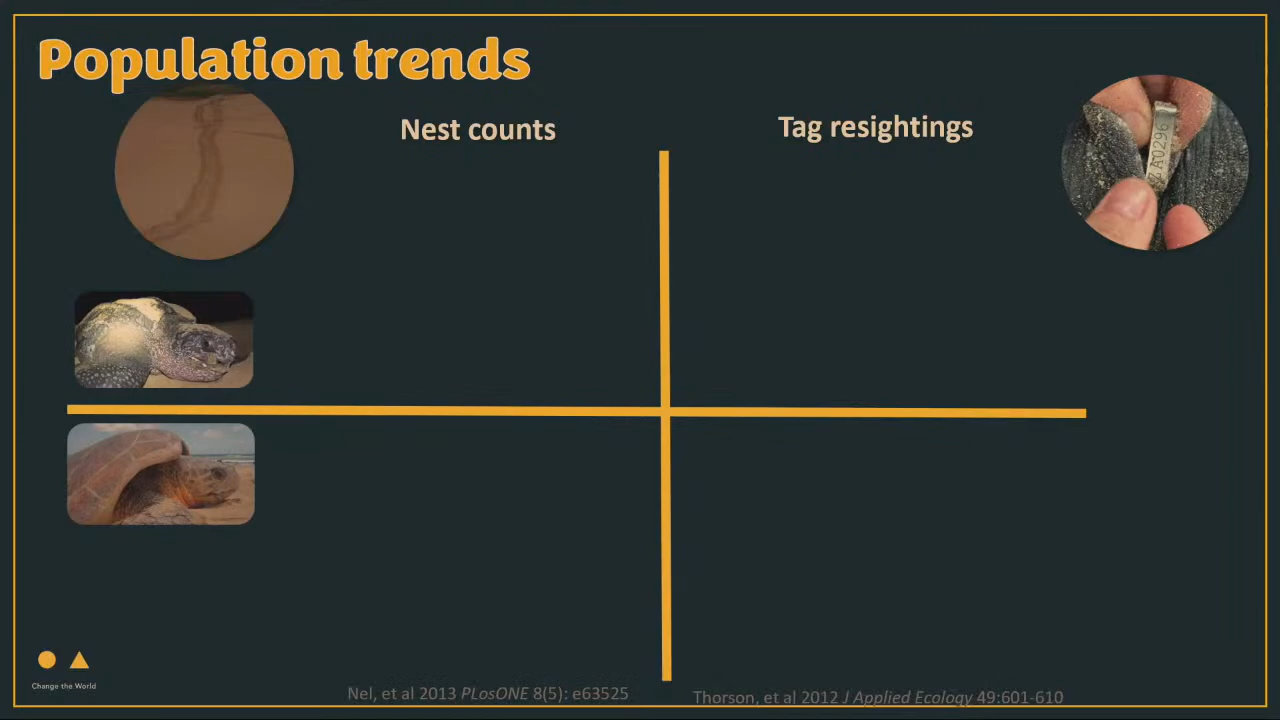 Population trends
Nest counts
Tag resightings
A0296
Change the World
Nel, et al 2013 PLosONE 8(5): e63525
Thorson, et al 2012 J Applied Ecology 49:601-610